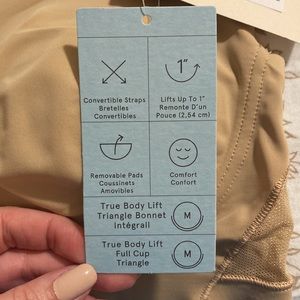 1"
Convertible Straps
Bretelles
Convertibles
Lifts Up To 1"
Remonte D'un
Pouce (2,54 cm)
Removable Pads
Coussinets
Amovibles
Comfort
Confort
True Body Lift
Triangle Bonnet
Intégrall
M
True Body Lift
Full Cup
Triangle
M